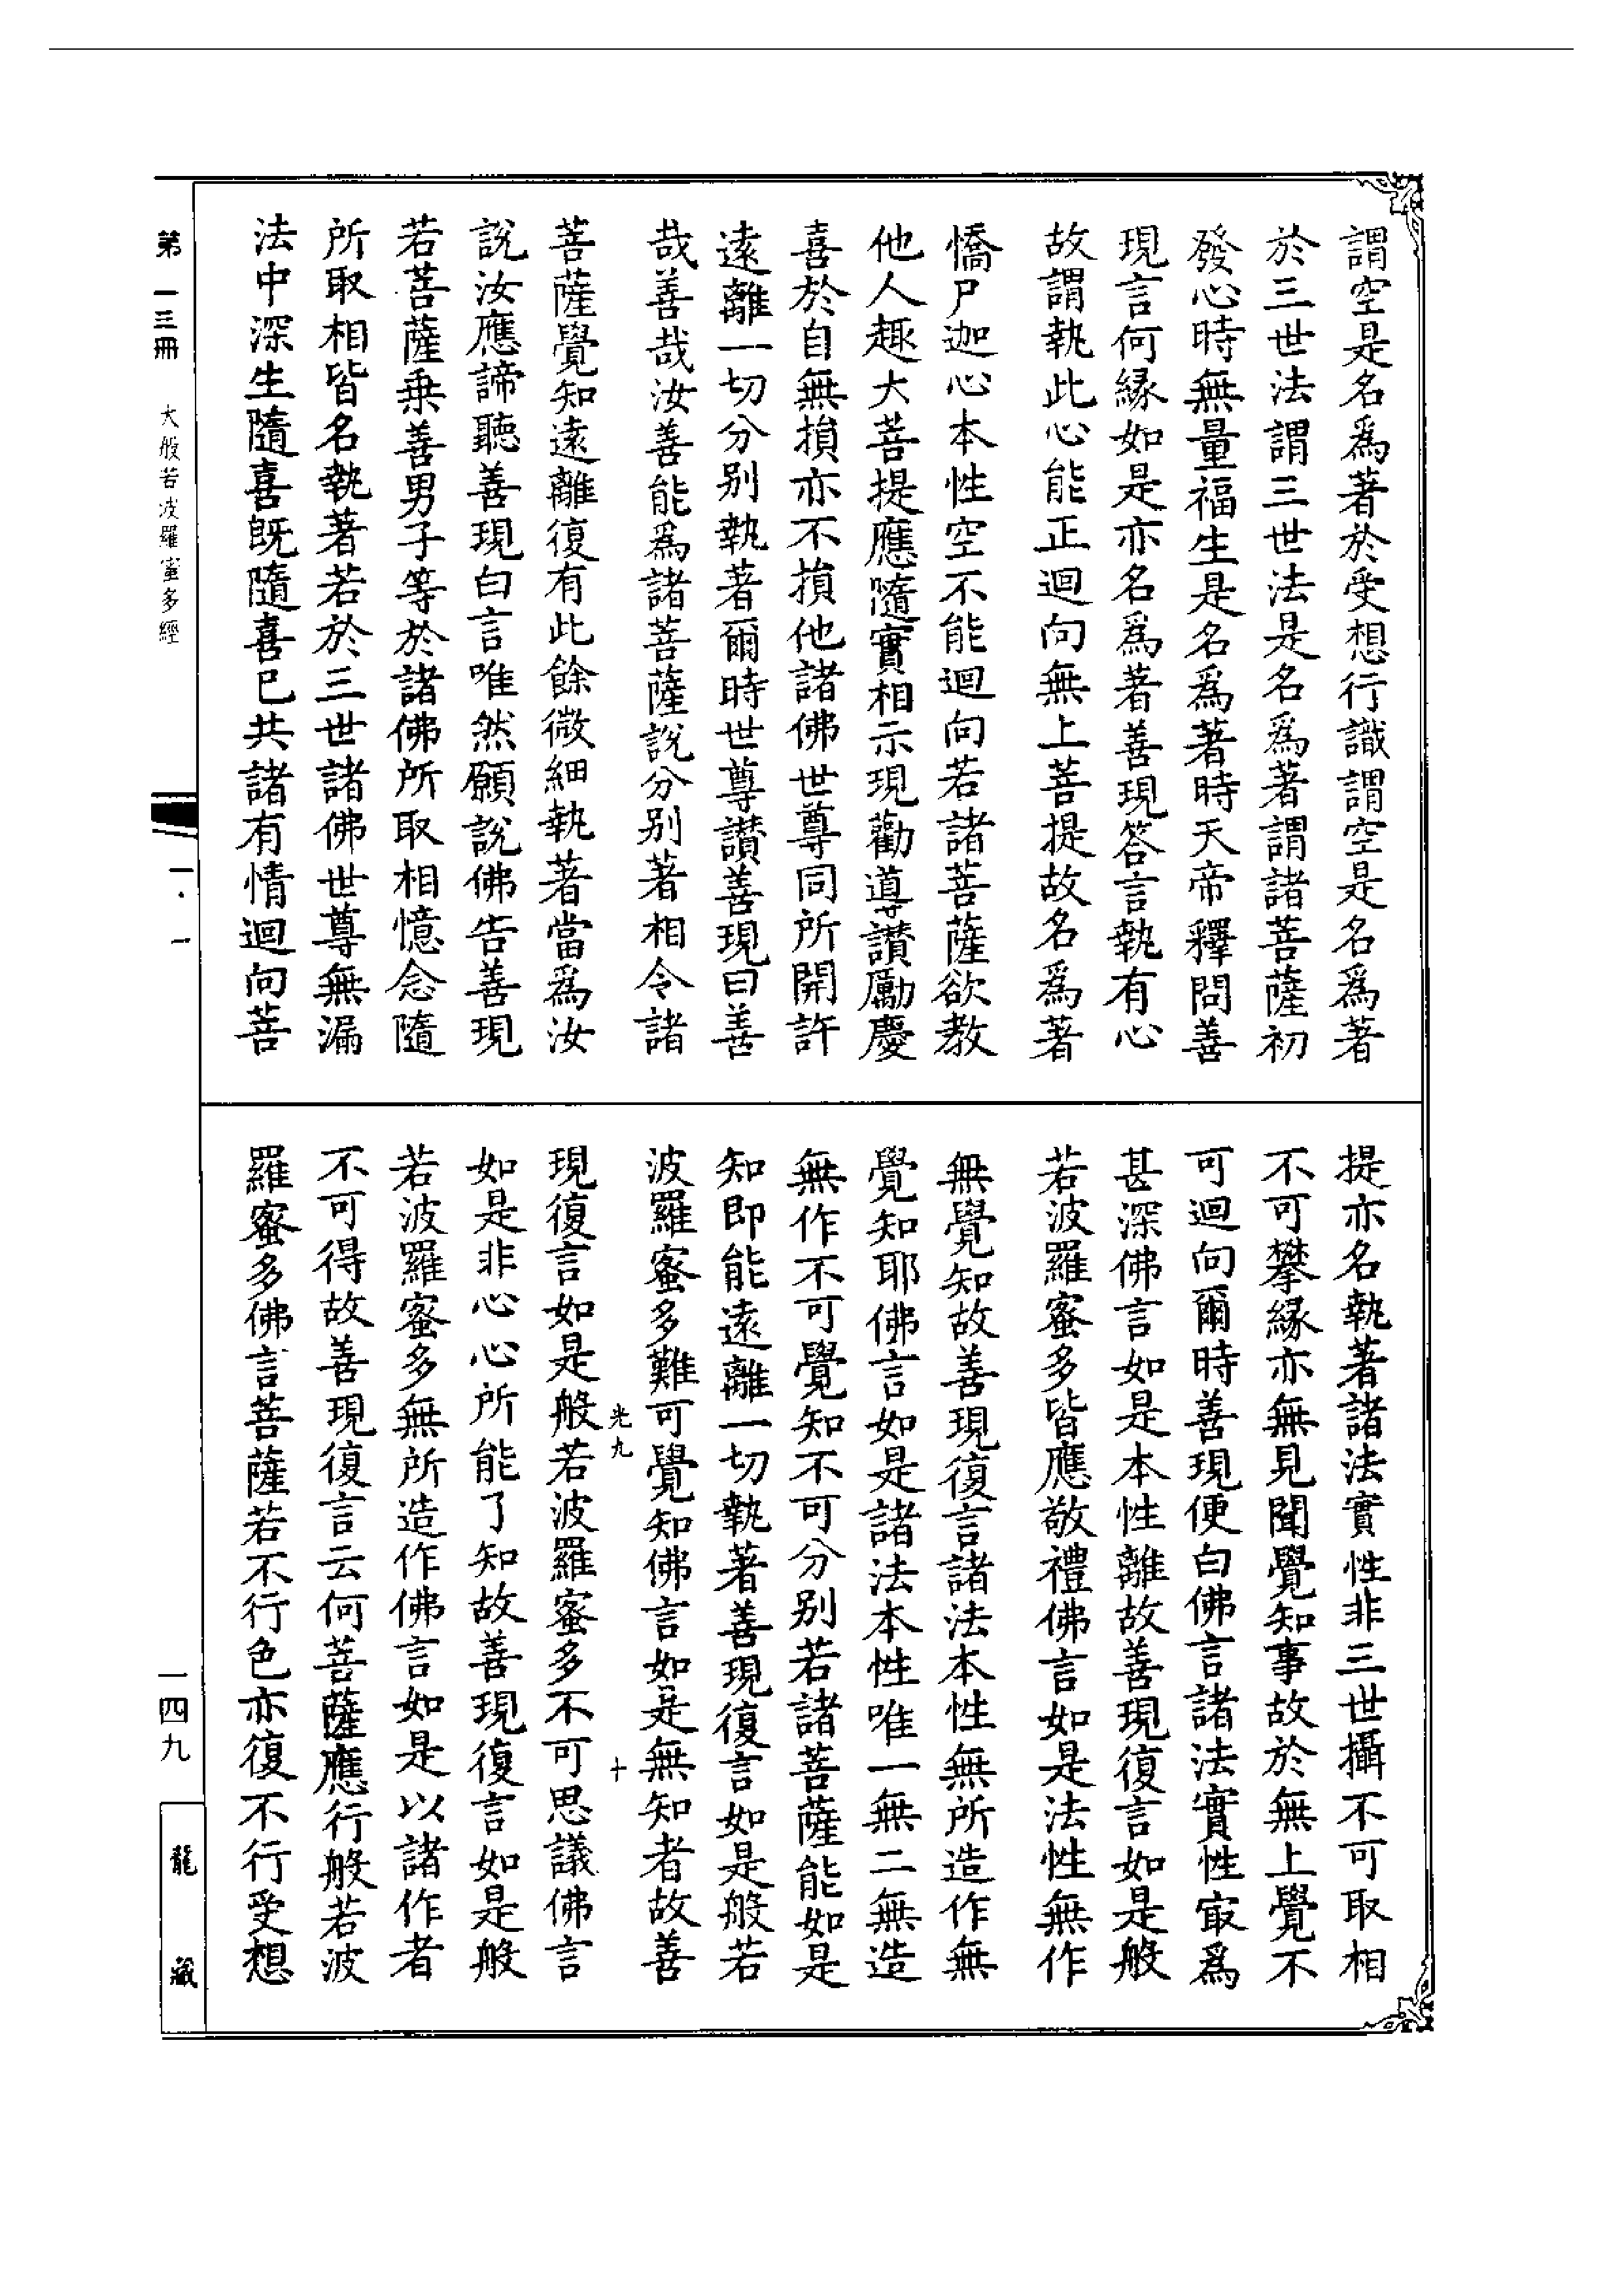 謂空是名爲著於受想行識謂空是名爲著
於三世法謂三世法是名爲著謂諸菩薩初
發心時無量福生是名爲著時天帝釋問善
現言何緣如是亦名爲著善現答言執有心
故謂執此心能正迴向無上菩提故名爲著
憍尸迦心本性空不能迴向若諸菩薩欲教
他人趣大菩提應隨實相示現勸導讚勵慶
喜於自無損亦不損他諸佛世尊同所開許
遠離一切分别執著爾時世尊讃善現曰善
哉善哉汝善能爲諸菩薩說分别著相令諸
菩薩覺知遠離復有此餘微細執著當爲汝
說汝應諦聽善現白言唯然願說佛告善現
若菩薩乗善男子等於諸佛所取相憶念隨
所取相皆名執著若於三世諸佛世尊無漏
法中深生隨喜既隨喜已共諸有情迴向菩
提亦名執著諸法實性非三世攝不可取相
不可攀緣亦無見聞覺知事故於無上覺不
可迴向爾時善現便白佛言諸法實性㝡爲
甚深佛言如是本性離故善現復言如是般
若波羅蜜多皆應敬禮佛言如是法性無作
無覺知故善現復言諸法本性無所造作無
覺知耶佛言如是諸法本性唯一無二無造
無作不可覺知不可分别若諸菩薩能如是
知即能遠離一切執著善現復言如是般若
波羅蜜多難可覺知佛言如是無知者故善
光九 十
現復言如是般若波羅蜜多不可思議佛言
如是非心心所能了知故善現復言如是般
若波羅蜜多無所造作佛言如是以諸作者
不可得故善現復言云何菩薩應行般若波
羅蜜多佛言菩薩若不行色亦復不行受想
第一三冊 大般若波羅蜜多經
一·一
一四九
龍藏